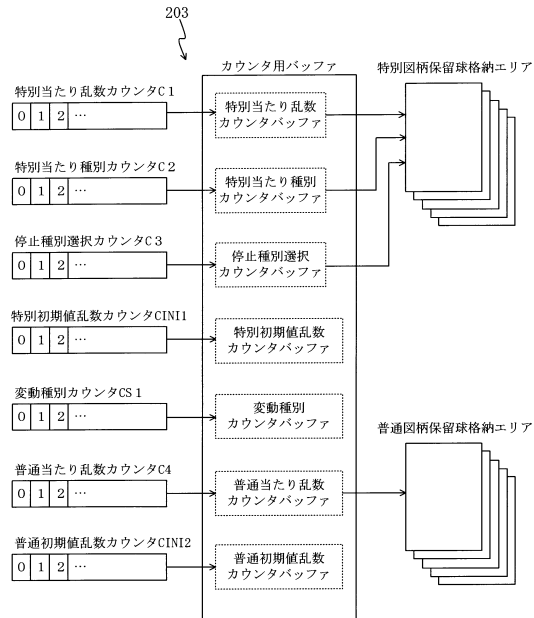 203
カウンタ用バッファ
特別図柄保留球格納エリア
特別当たり乱数カウンタC1
0 1 2 …
特別当たり乱数
カウンタバッファ
特別当たり種別カウンタC2
0 1 2 …
特別当たり種別
カウンタバッファ
停止種別選択カウンタC3
0 1 2 …
停止種別選択
カウンタバッファ
特別初期値乱数カウンタCINI1
0 1 2 …
特別初期値乱数
カウンタバッファ
変動種別カウンタCS1
0 1 2 …
変動種別
カウンタバッファ
普通図柄保留球格納エリア
普通当たり乱数カウンタC4
0 1 2 …
普通当たり乱数
カウンタバッファ
普通初期値乱数カウンタCINI2
0 1 2 …
普通初期値乱数
カウンタバッファ